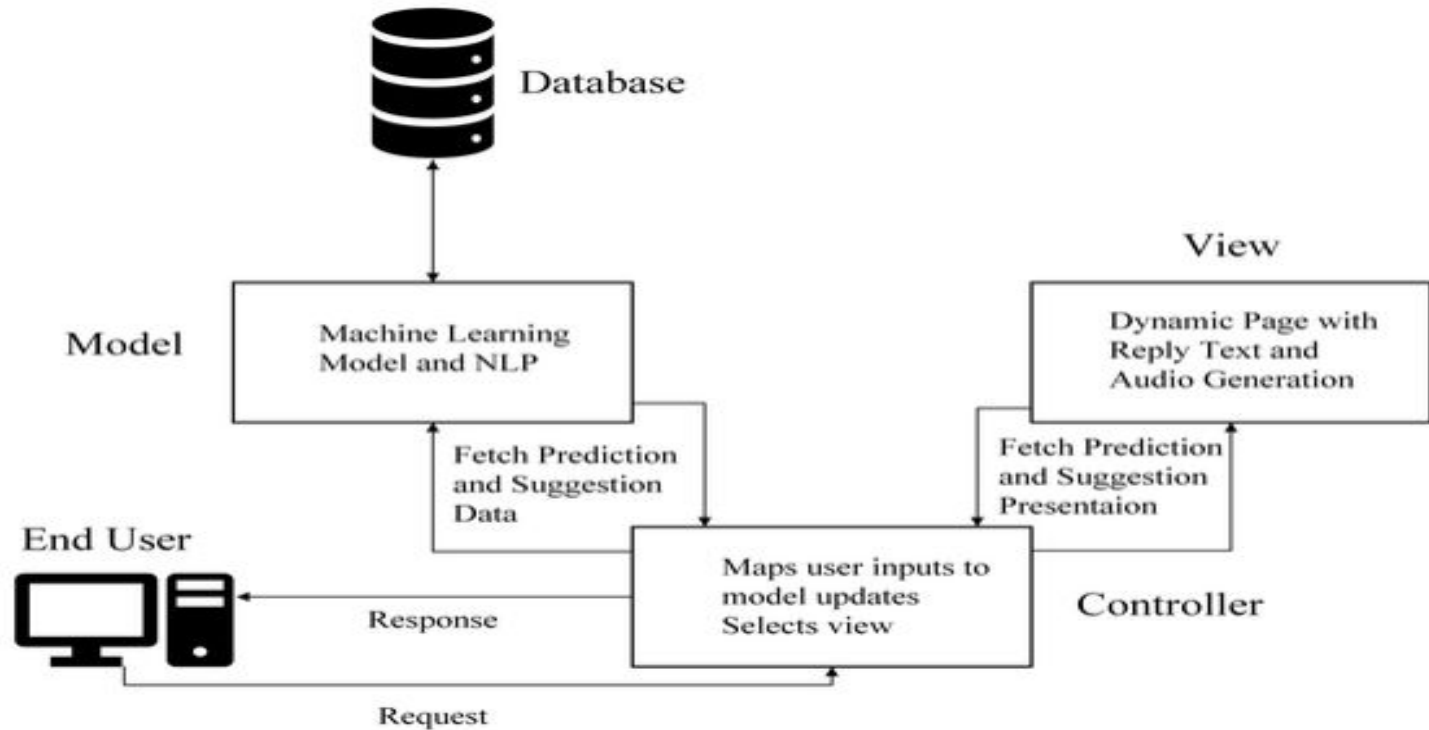 Database
View
Model
Machine Learning
Model and NLP
Dynamic Page with
Reply Text and
Audio Generation
Fetch Prediction
and Suggestion
Data
Fetch Prediction
and Suggestion
Presentaion
End User
Response
Maps user inputs to
model updates
Selects view
Controller
Request